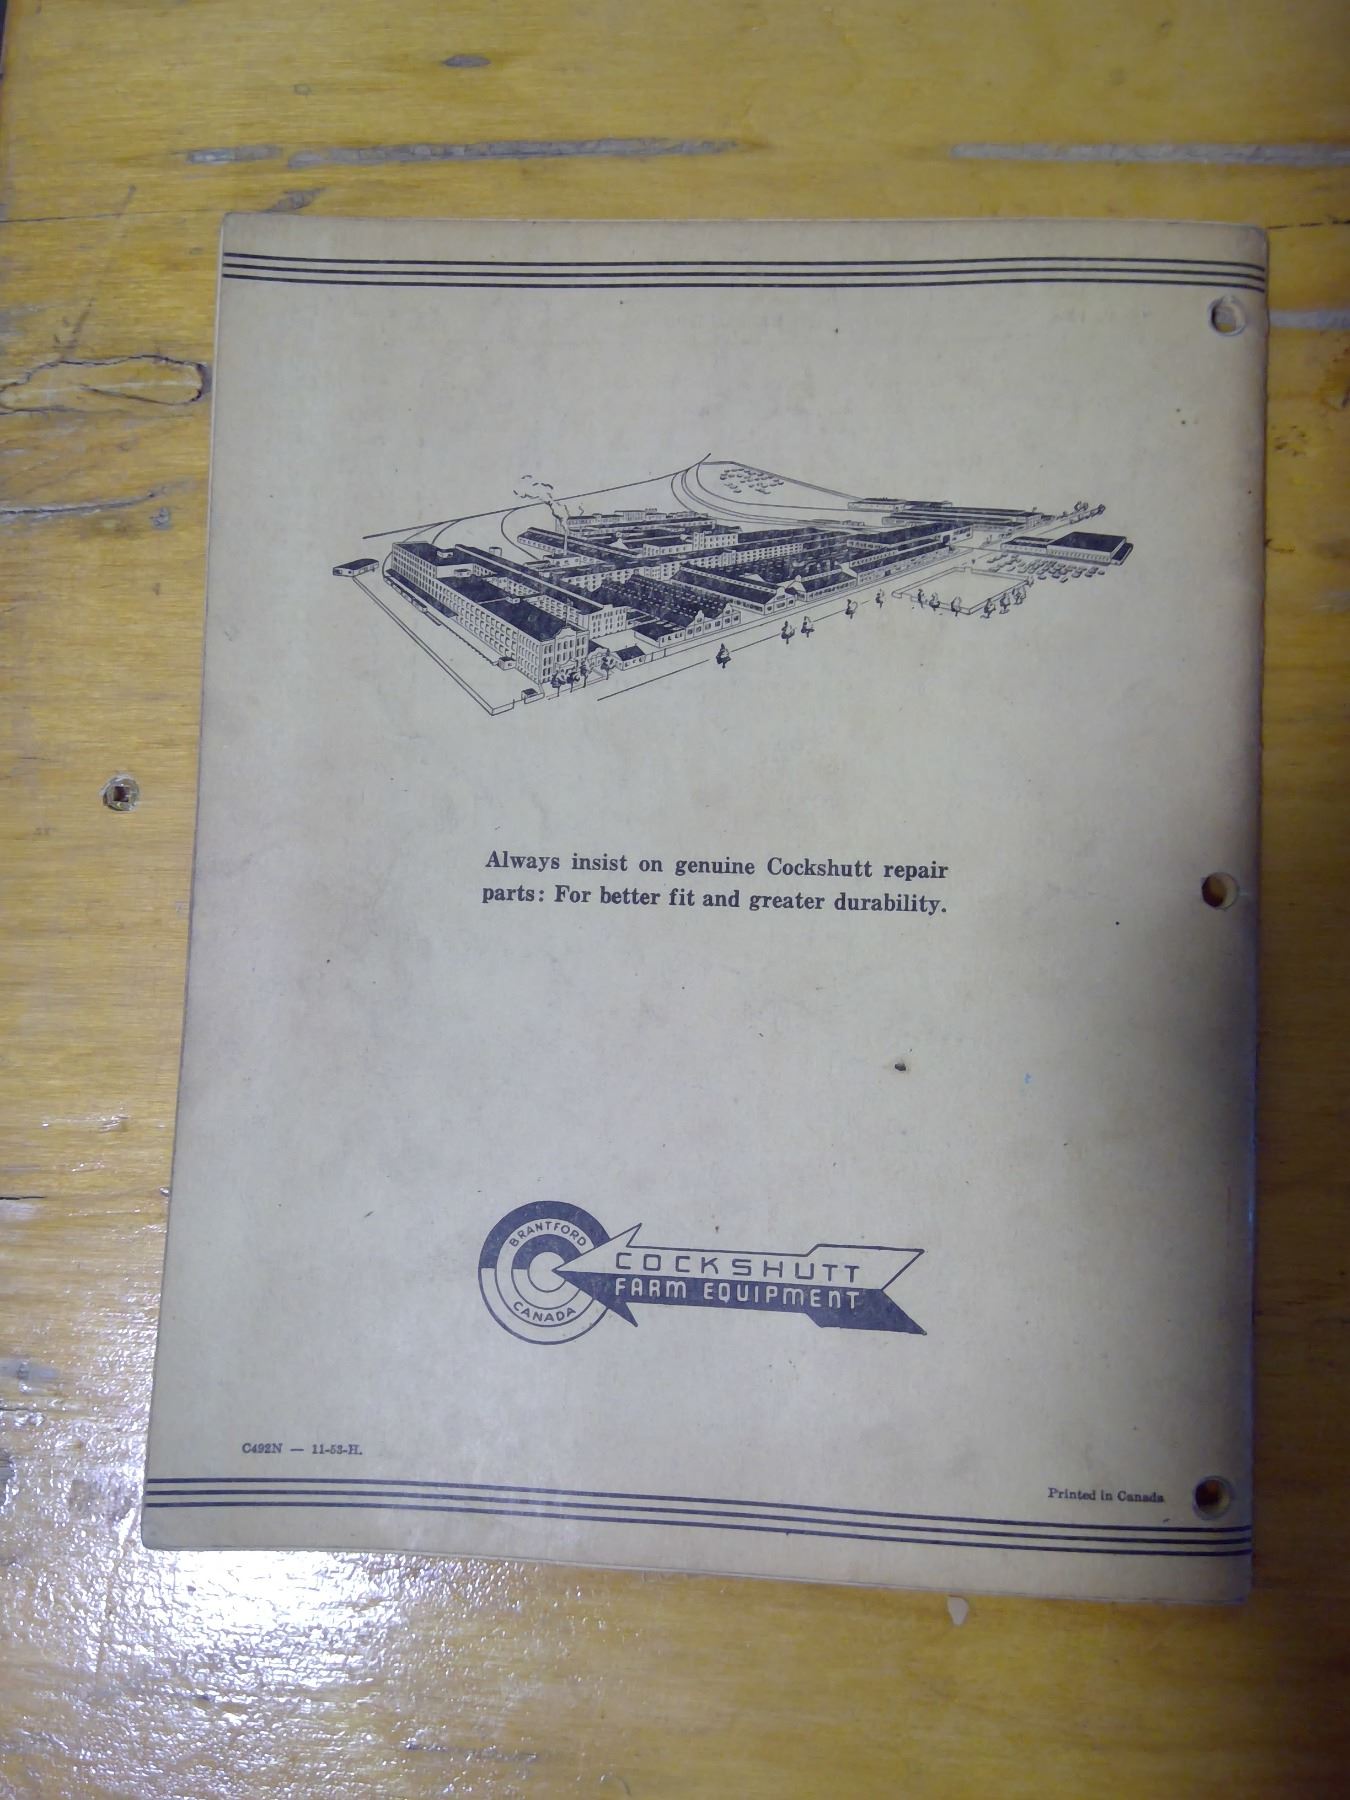 Always insist on genuine Cockshutt repair
parts: For better fit and greater durability.
BRANTFORD
CANADA
COCKSHUTT
FARM EQUIPMENT
C492N — 11-53-H.
Printed in Canada